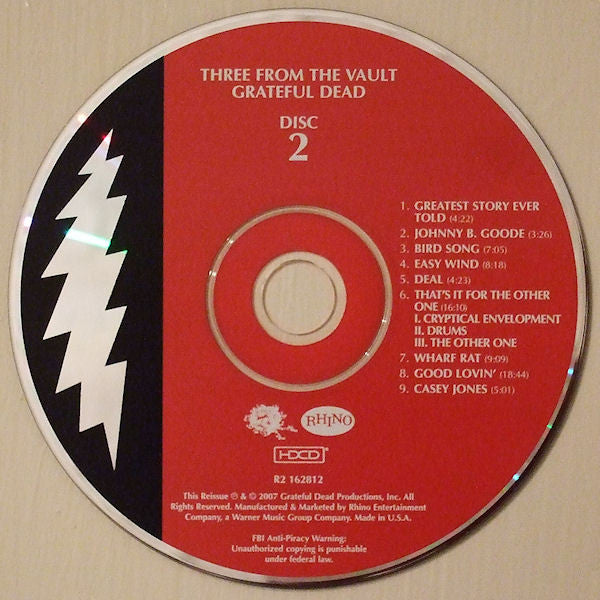 THREE FROM THE VAULT
GRATEFUL DEAD
DISC
2
1. GREATEST STORY EVER
TOLD (4:22)
2. JOHNNY B. GOODE (3:26)
3. BIRD SONG (7:05)
4. EASY WIND (8:18)
5. DEAL (4:23)
6. THAT'S IT FOR THE OTHER
ONE (16:10)
I. CRYPTICAL ENVELOPMENT
II. DRUMS
III. THE OTHER ONE
7. WHARF RAT (9:09)
8. GOOD LOVIN' (18:44)
9. CASEY JONES (5:01)
RHINO
HDCD
R2 162812
This Reissue ℗ & © 2007 Grateful Dead Productions, Inc. All
Rights Reserved. Manufactured & Marketed by Rhino Entertainment
Company, a Warner Music Group Company. Made in U.S.A.
FBI Anti-Piracy Warning:
Unauthorized copying is punishable
under federal law.